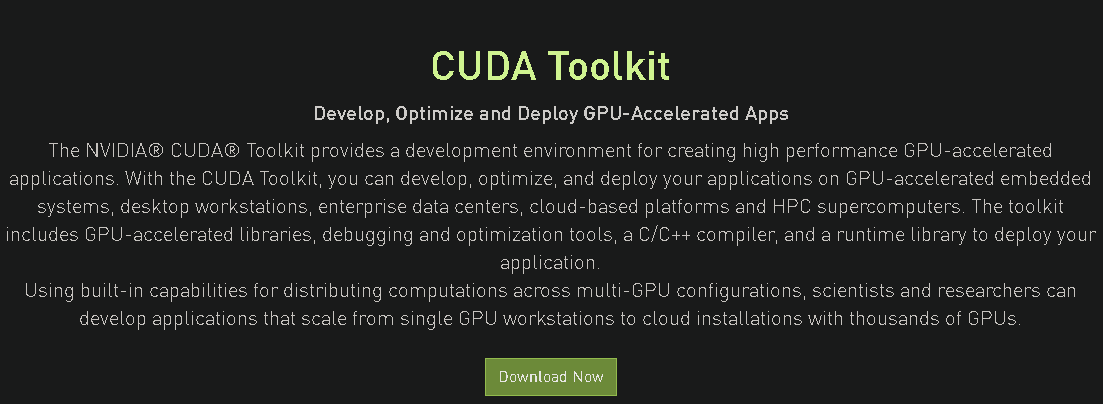 CUDA Toolkit
Develop, Optimize and Deploy GPU-Accelerated Apps
The NVIDIA® CUDA® Toolkit provides a development environment for creating high performance GPU-accelerated
applications. With the CUDA Toolkit, you can develop, optimize, and deploy your applications on GPU-accelerated embedded
systems, desktop workstations, enterprise data centers, cloud-based platforms and HPC supercomputers. The toolkit
includes GPU-accelerated libraries, debugging and optimization tools, a C/C++ compiler, and a runtime library to deploy your
application.
Using built-in capabilities for distributing computations across multi-GPU configurations, scientists and researchers can
develop applications that scale from single GPU workstations to cloud installations with thousands of GPUs.
Download Now